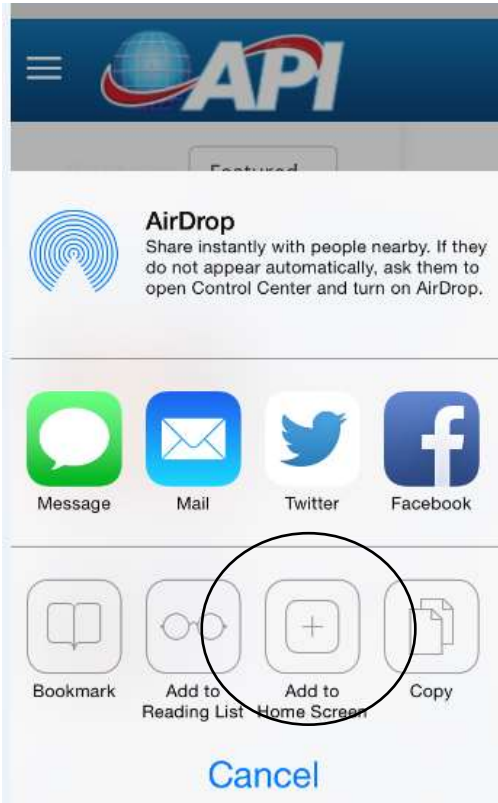 API
Featured
AirDrop
Share instantly with people nearby. If they
do not appear automatically, ask them to
open Control Center and turn on AirDrop.
Message
Mail
Twitter
Facebook
Bookmark
Add to
Reading List
Add to
Home Screen
Copy
Cancel